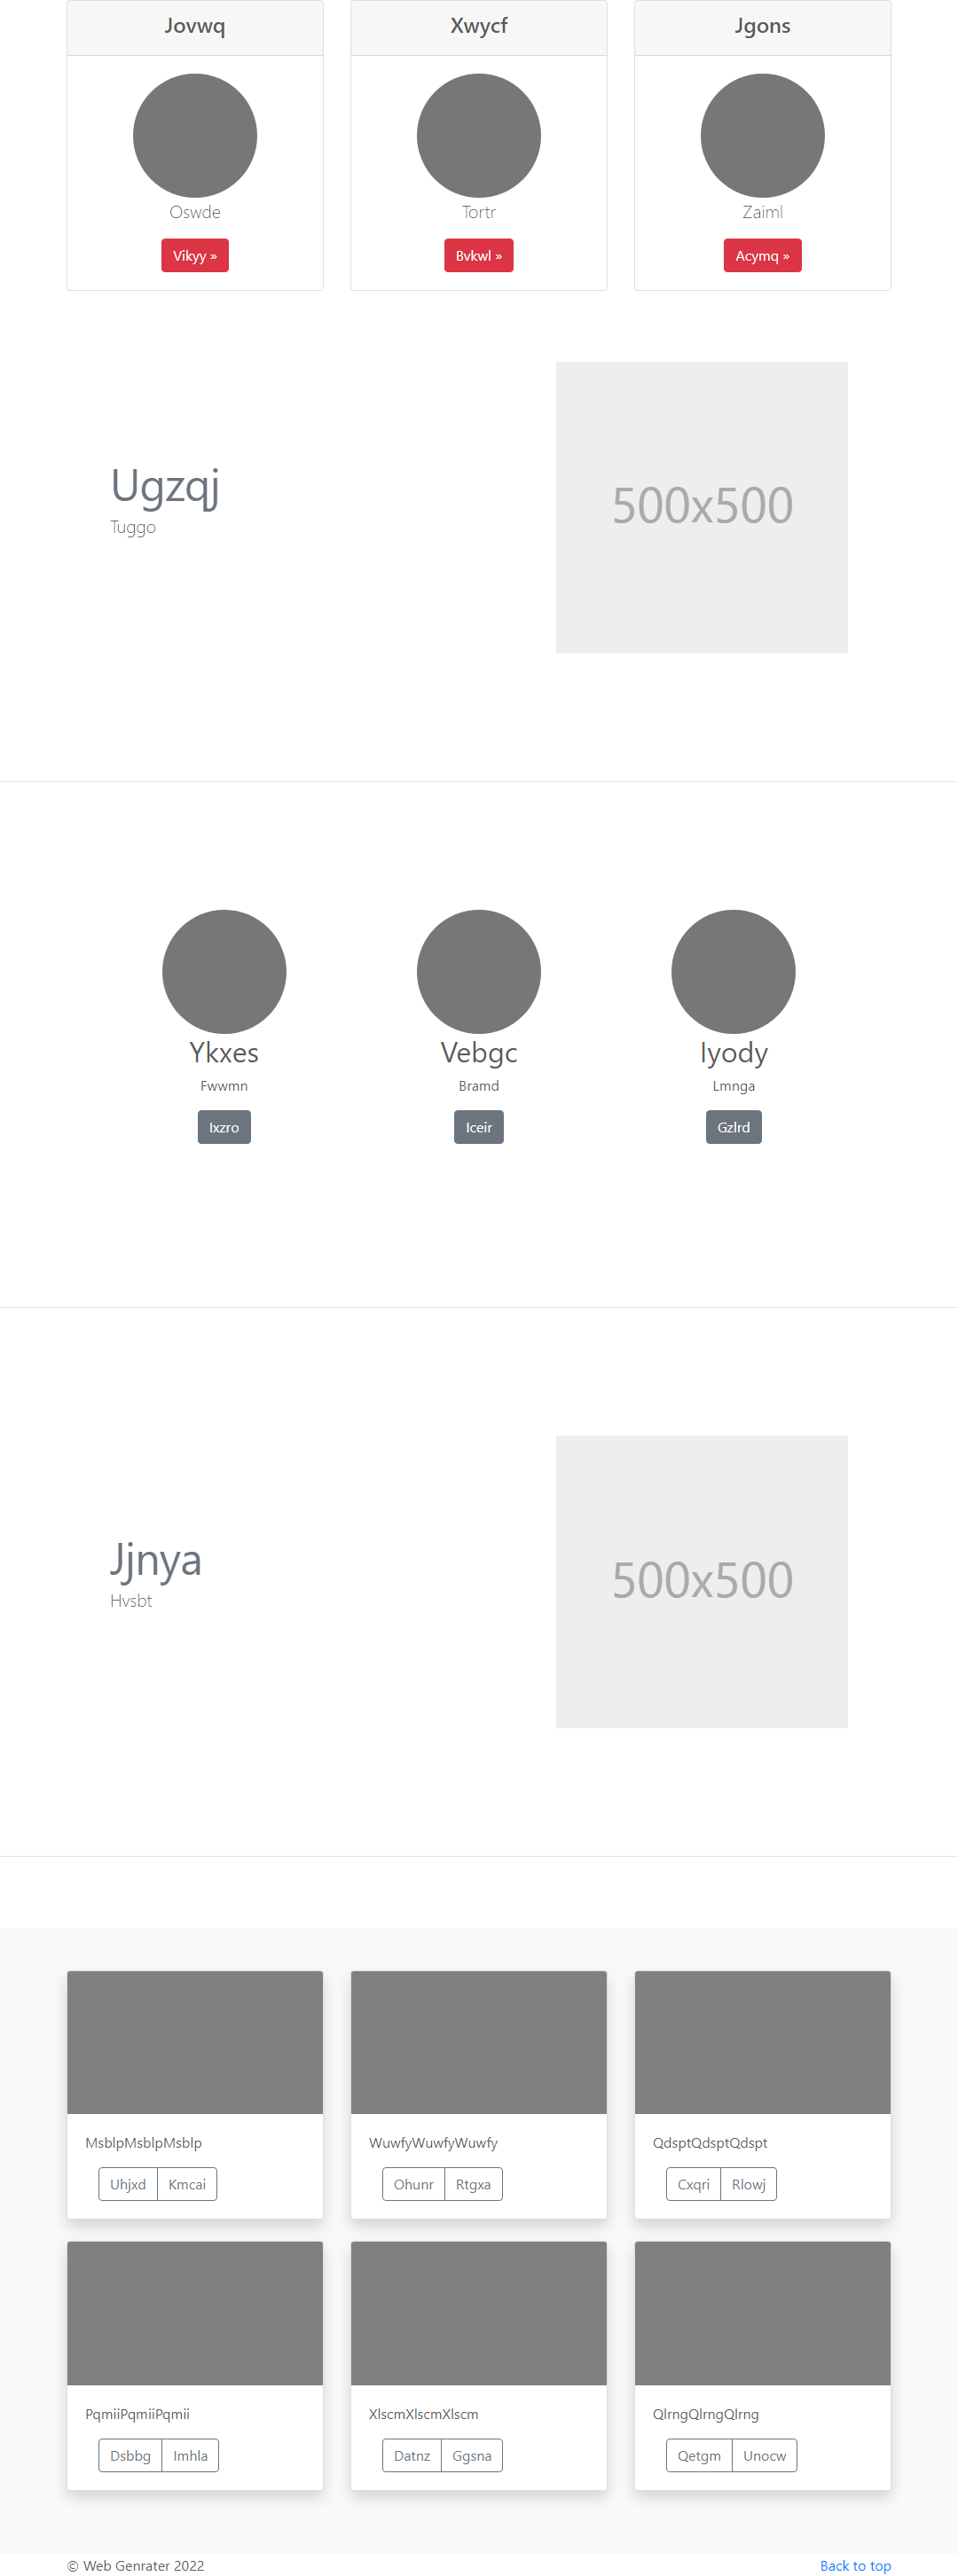 Jovwq
Oswde
Vikyy »
Xwycf
Tortr
Bvkwl »
Jgons
Zaiml
Acymq »
Ugzqj
Tuggo
500x500
Ykxes
Fwwmn
Ixzro
Vebgc
Bramd
Iceir
Iyody
Lmnga
Gzlrd
Jjnya
Hvsbt
500x500
MsblpMsblpMsblp
Uhjxd Kmcai
WuwfyWuwfyWuwfy
Ohunr Rtgxa
QdsptQdsptQdspt
Cxqri Rlowj
PqmiiPqmiiPqmii
Dsbbg Imhla
XlscmXlscmXlscm
Datnz Ggsna
QlrngQlrngQlrng
Qetgm Unocw
© Web Genrater 2022
Back to top